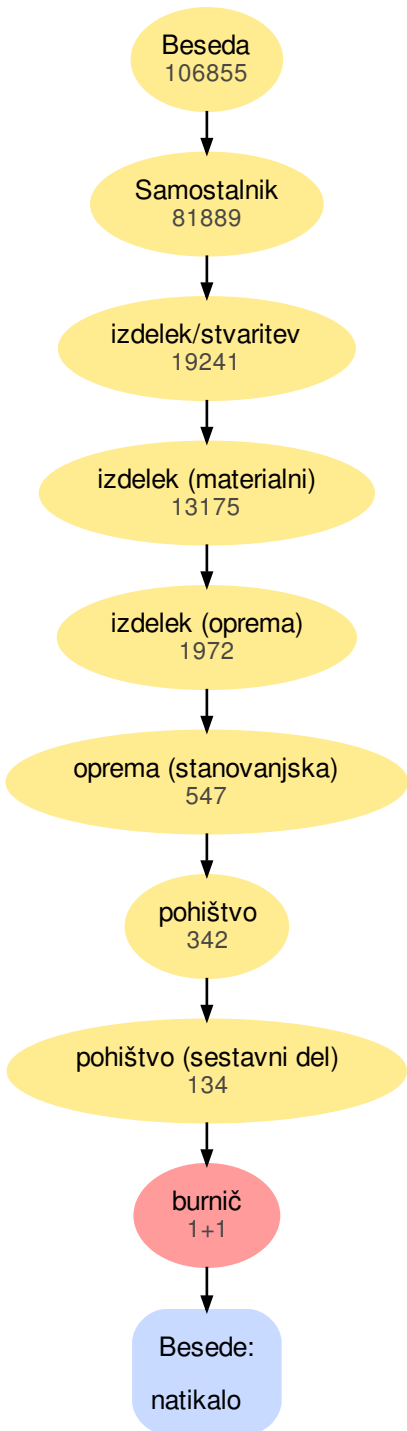 Beseda
106855
Samostalnik
81889
izdelek/stvaritev
19241
izdelek (materialni)
13175
izdelek (oprema)
1972
oprema (stanovanjska)
547
pohištvo
342
pohištvo (sestavni del)
134
burnič
1+1
Besede:
natikalo